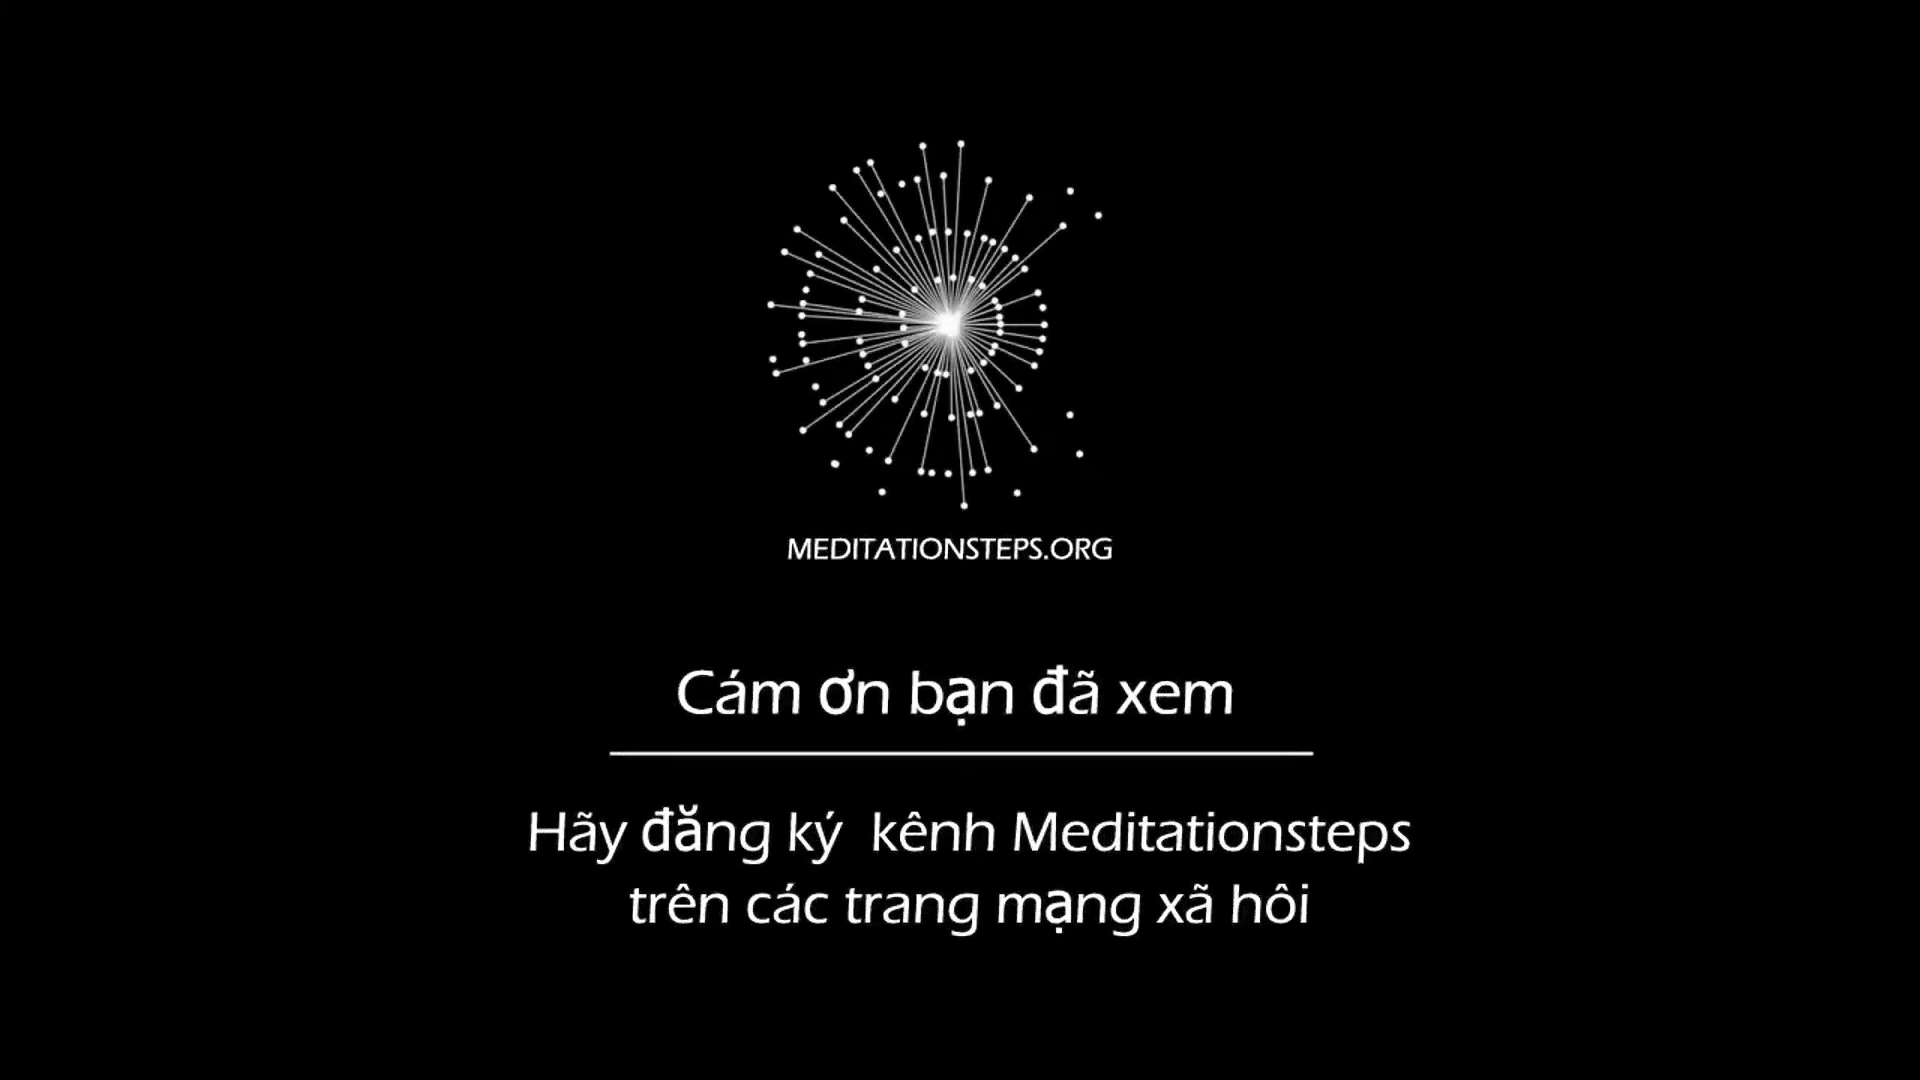 MEDITATIONSTEPS.ORG
Cám ơn bạn đã xem
Hãy đăng ký kênh Meditationsteps
trên các trang mạng xã hôi